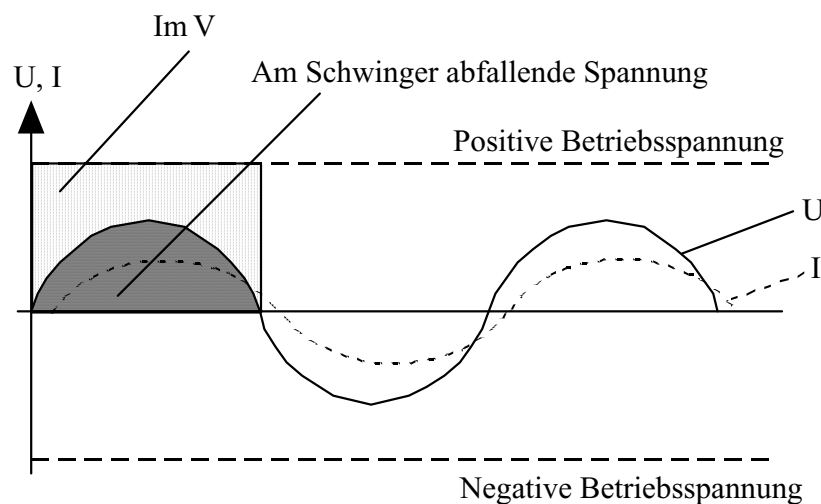 Im V
U, I
Am Schwinger abfallende Spannung
Positive Betriebsspannung
U
I
Negative Betriebsspannung